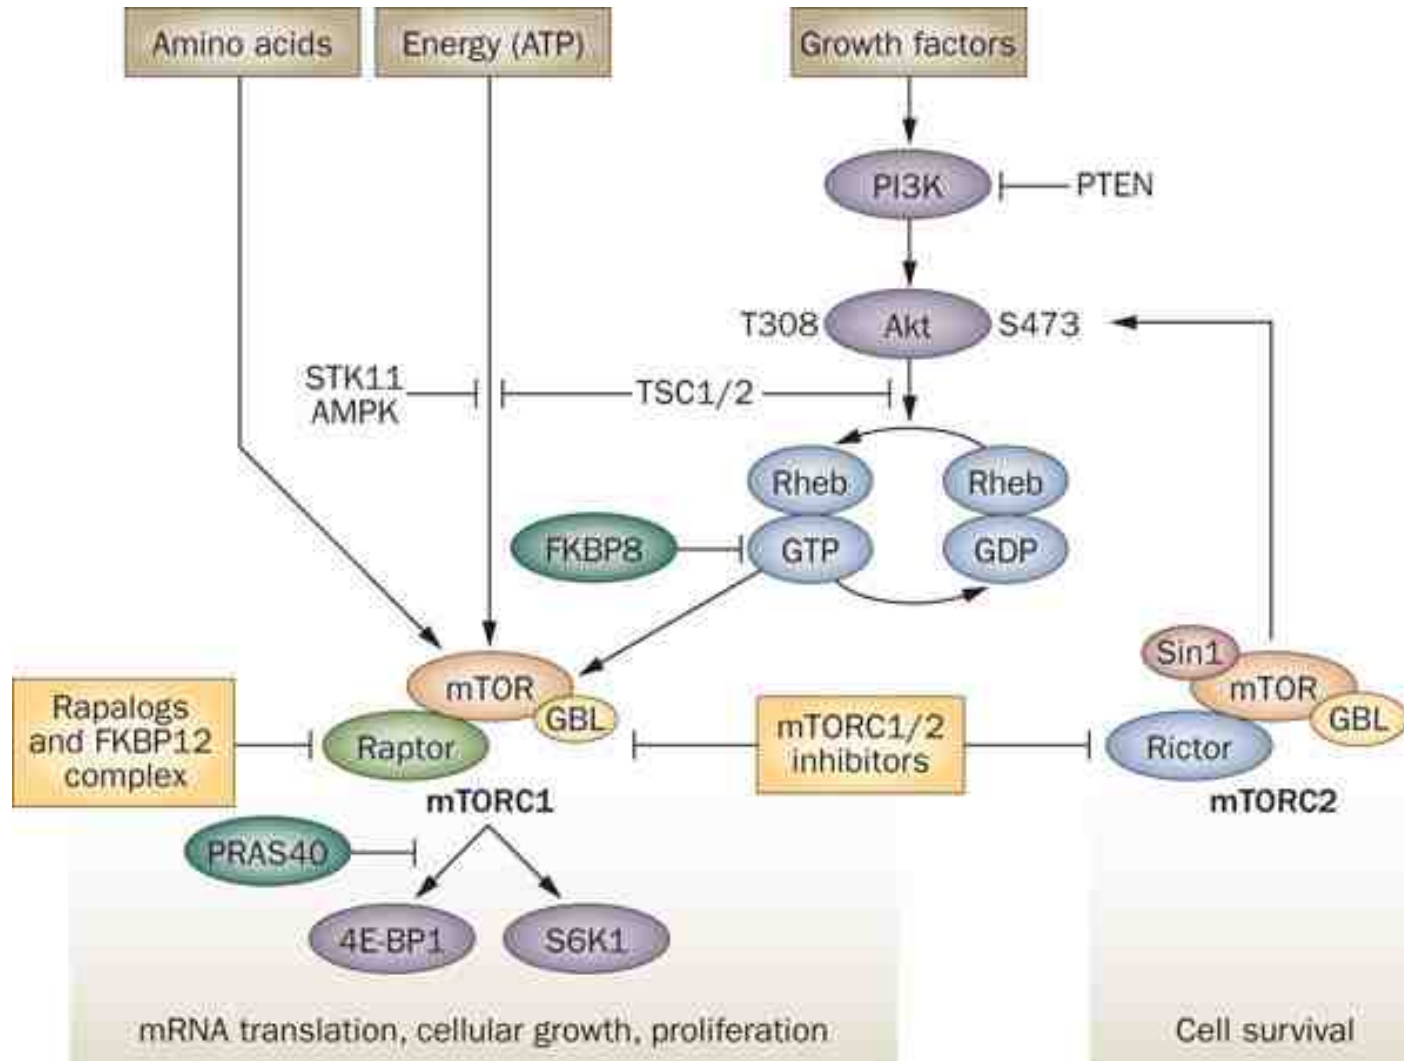 Amino acids
Energy (ATP)
Growth factors
PI3K
PTEN
T308
Akt
S473
STK11
AMPK
TSC1/2
Rheb
Rheb
FKBP8
GTP
GDP
Sin1
mTOR
GBL
mTOR
GBL
Rapalogs
and FKBP12
complex
Raptor
mTORC1/2
inhibitors
Rictor
mTORC1
mTORC2
PRAS40
4E-BP1
S6K1
mRNA translation, cellular growth, proliferation
Cell survival